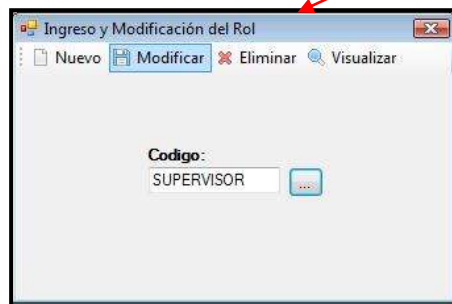 Ingreso y Modificación del Rol
Nuevo Modificar Eliminar Visualizar
Codigo:
SUPERVISOR ...